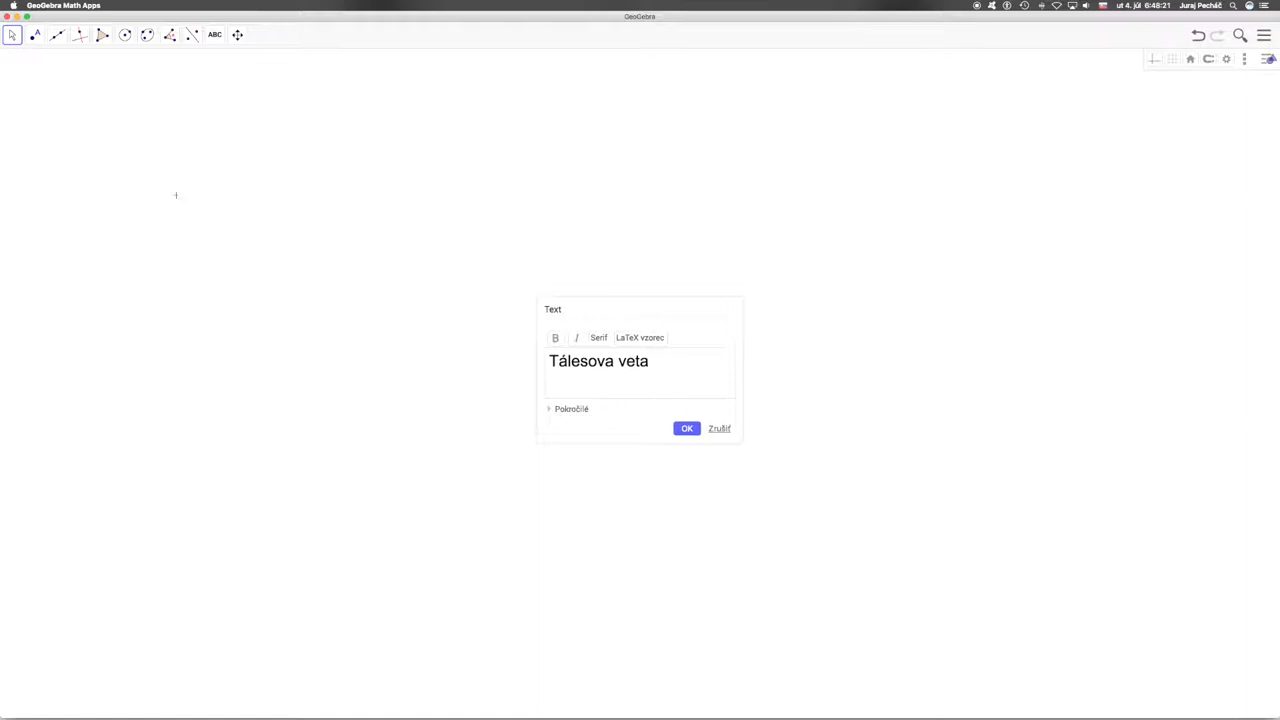 GeoGebra Math Apps
ut 4. júl 6:48:21
Juraj Pecháč
GeoGebra
A
ABC
Text
B
I
Serif
LaTeX vzorec
Tálesova veta
Pokročilé
OK
Zrušiť